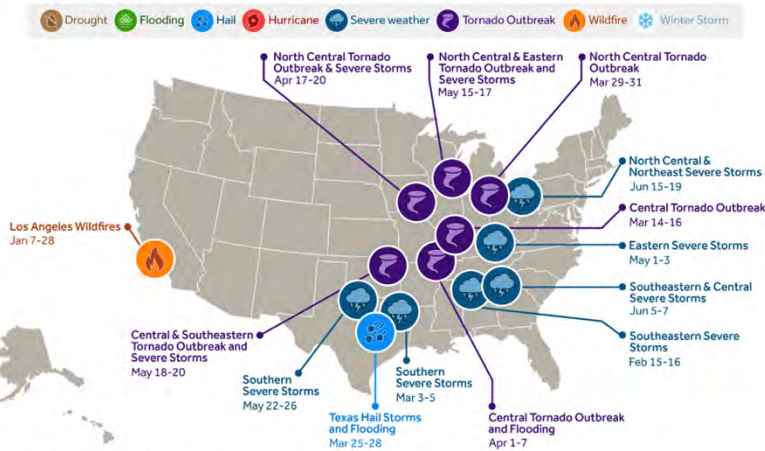 Drought Flooding Hail Hurricane Severe weather Tornado Outbreak Wildfire Winter Storm
North Central Tornado
Outbreak & Severe Storms
Apr 17-20
North Central & Eastern
Tornado Outbreak and
Severe Storms
May 15-17
North Central Tornado
Outbreak
Mar 29-31
North Central &
Northeast Severe Storms
Jun 15-19
Central Tornado Outbreak
Mar 14-16
Los Angeles Wildfires
Jan 7-28
Eastern Severe Storms
May 1-3
Southeastern & Central
Severe Storms
Jun 5-7
Southeastern Severe
Storms
Feb 15-16
Central & Southeastern
Tornado Outbreak and
Severe Storms
May 18-20
Southern
Severe Storms
May 22-26
Southern
Severe Storms
Mar 3-5
Texas Hail Storms
and Flooding
Mar 25-28
Central Tornado Outbreak
and Flooding
Apr 1-7